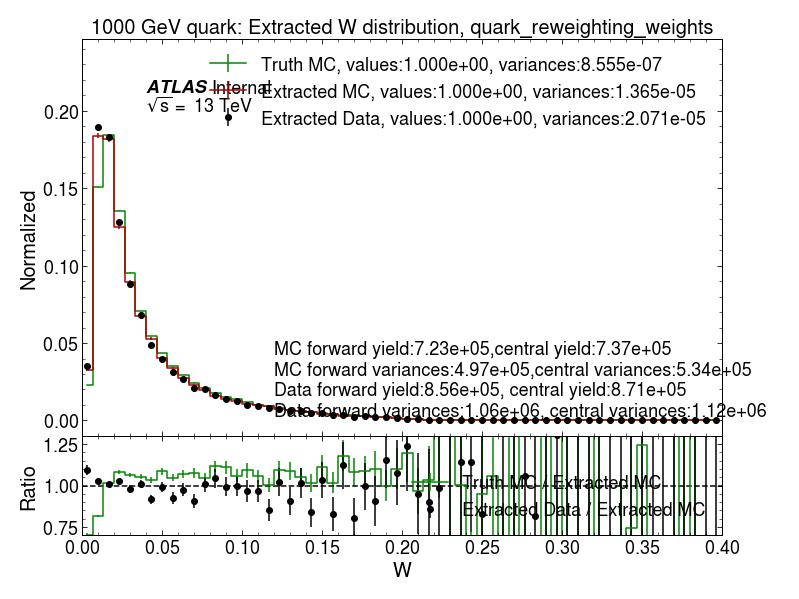 1000 GeV quark: Extracted W distribution, quark_reweighting_weights
Truth MC, values:1.000e+00, variances:8.555e-07
ATLAS Internal
Extracted MC, values:1.000e+00, variances:1.365e-05
√s = 13 TeV
Extracted Data, values:1.000e+00, variances:2.071e-05
Normalized
0.20
0.15
0.10
0.05
0.00
MC forward yield:7.23e+05,central yield:7.37e+05
MC forward variances:4.97e+05,central variances:5.34e+05
Data forward yield:8.56e+05, central yield:8.71e+05
Data forward variances:1.06e+06, central variances:1.12e+06
Ratio
1.25
1.00
0.75
Truth MC / Extracted MC
Extracted Data / Extracted MC
0.00 0.05 0.10 0.15 0.20 0.25 0.30 0.35 0.40
W